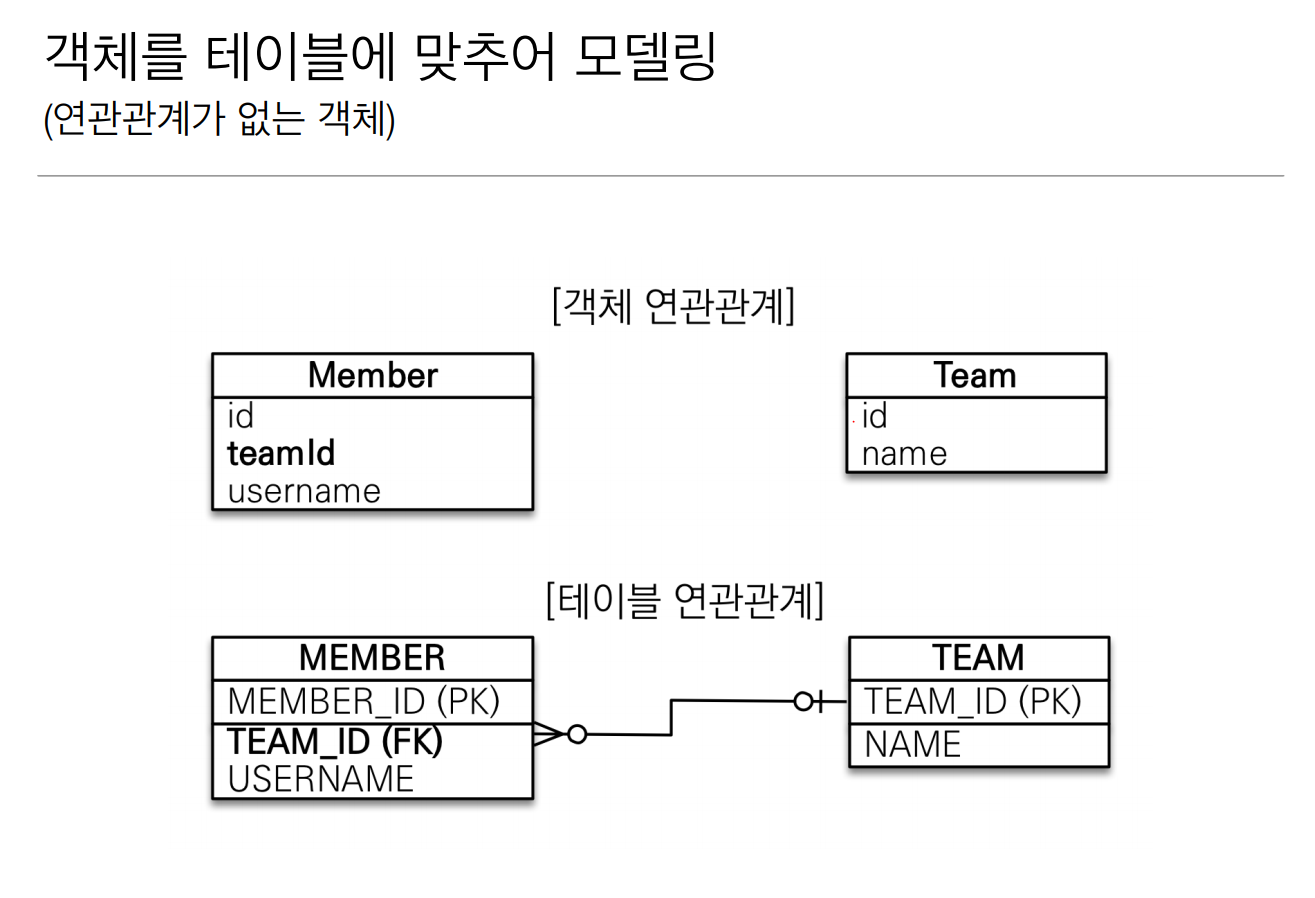 객체를 테이블에 맞추어 모델링
(연관관계가 없는 객체)
[객체 연관관계]
Member
id
teamId
username
Team
id
name
[테이블 연관관계]
MEMBER
MEMBER_ID (PK)
TEAM_ID (FK)
USERNAME
TEAM
TEAM_ID (PK)
NAME